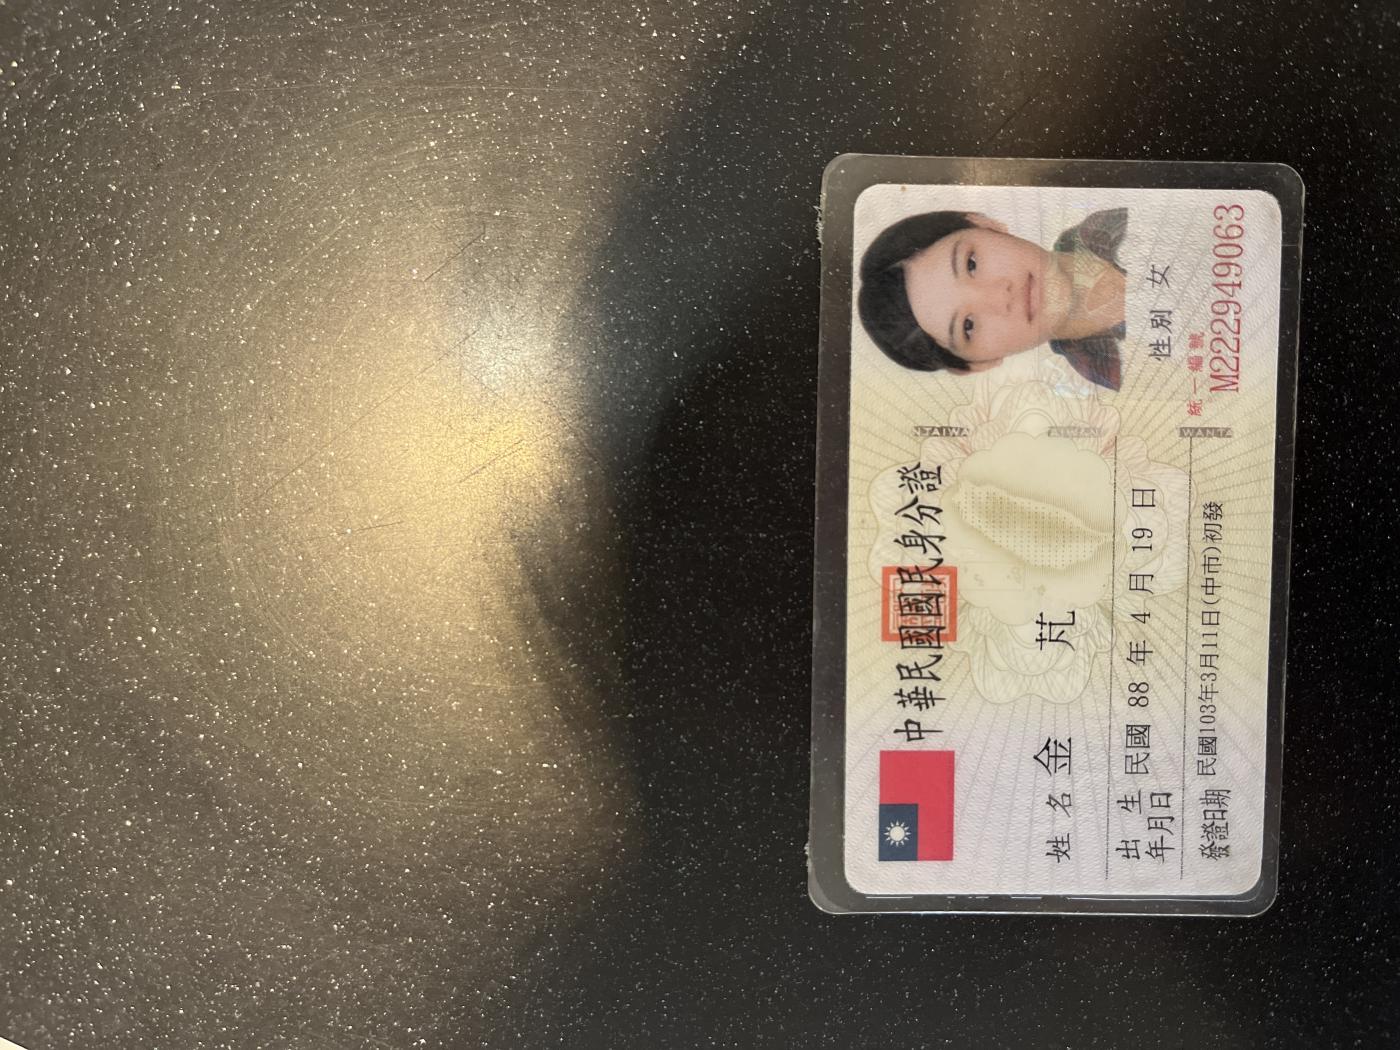 中華民國國民身分證
姓名 金芃
出生年月日 民國 88 年 4 月 19 日
發證日期 民國103年3月11日(中市)初發
性別 女
統一編號
M222949063